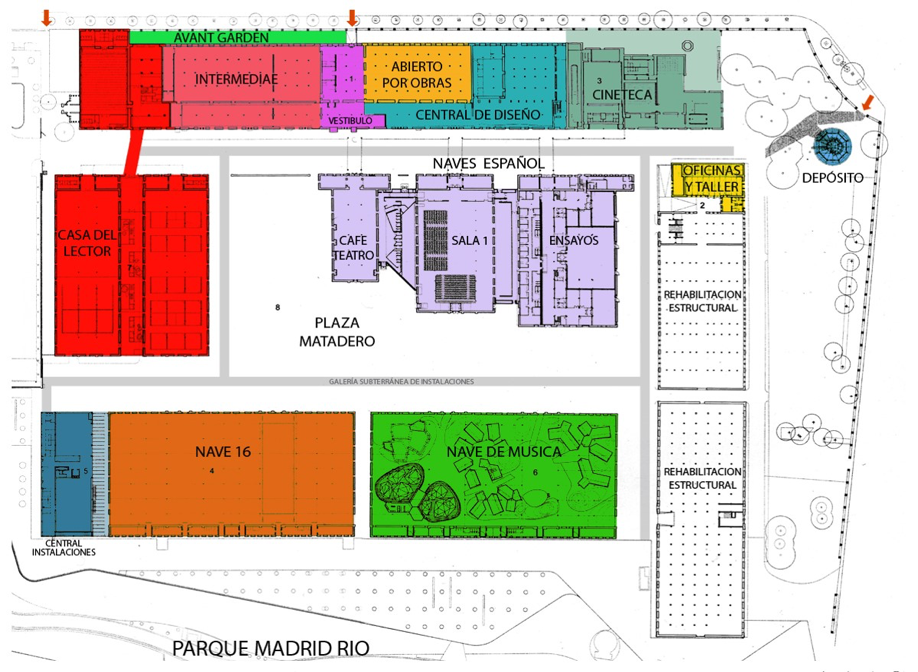 AVANT GARDEN
INTERMEDIAE
1
ABIERTO
POR OBRAS
3
CINETECA
VESTIBULO
CENTRAL DE DISEÑO
NAVES ESPAÑOL
OFICINAS
Y TALLER
2
DEPÓSITO
CASA DEL
LECTOR
7
CAFE
TEATRO
SALA 1
ENSAYOS
8
PLAZA
MATADERO
REHABILITACION
ESTRUCTURAL
GALERÍA SUBTERRÁNEA DE INSTALACIONES
NAVE 16
4
5
NAVE DE MUSICA
6
REHABILITACION
ESTRUCTURAL
CENTRAL
INSTALACIONES
PARQUE MADRID RIO